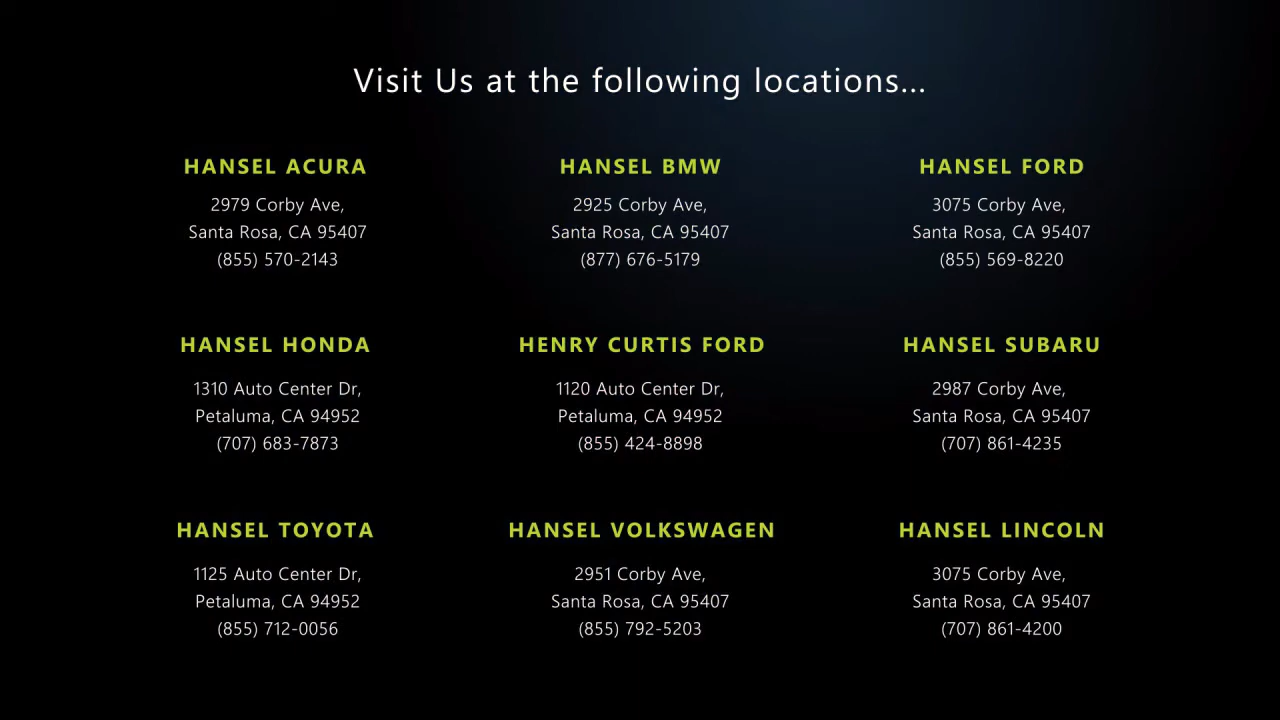 Visit Us at the following locations...
HANSEL ACURA
2979 Corby Ave,
Santa Rosa, CA 95407
(855) 570-2143
HANSEL BMW
2925 Corby Ave,
Santa Rosa, CA 95407
(877) 676-5179
HANSEL FORD
3075 Corby Ave,
Santa Rosa, CA 95407
(855) 569-8220
HANSEL HONDA
1310 Auto Center Dr,
Petaluma, CA 94952
(707) 683-7873
HENRY CURTIS FORD
1120 Auto Center Dr,
Petaluma, CA 94952
(855) 424-8898
HANSEL SUBARU
2987 Corby Ave,
Santa Rosa, CA 95407
(707) 861-4235
HANSEL TOYOTA
1125 Auto Center Dr,
Petaluma, CA 94952
(855) 712-0056
HANSEL VOLKSWAGEN
2951 Corby Ave,
Santa Rosa, CA 95407
(855) 792-5203
HANSEL LINCOLN
3075 Corby Ave,
Santa Rosa, CA 95407
(707) 861-4200